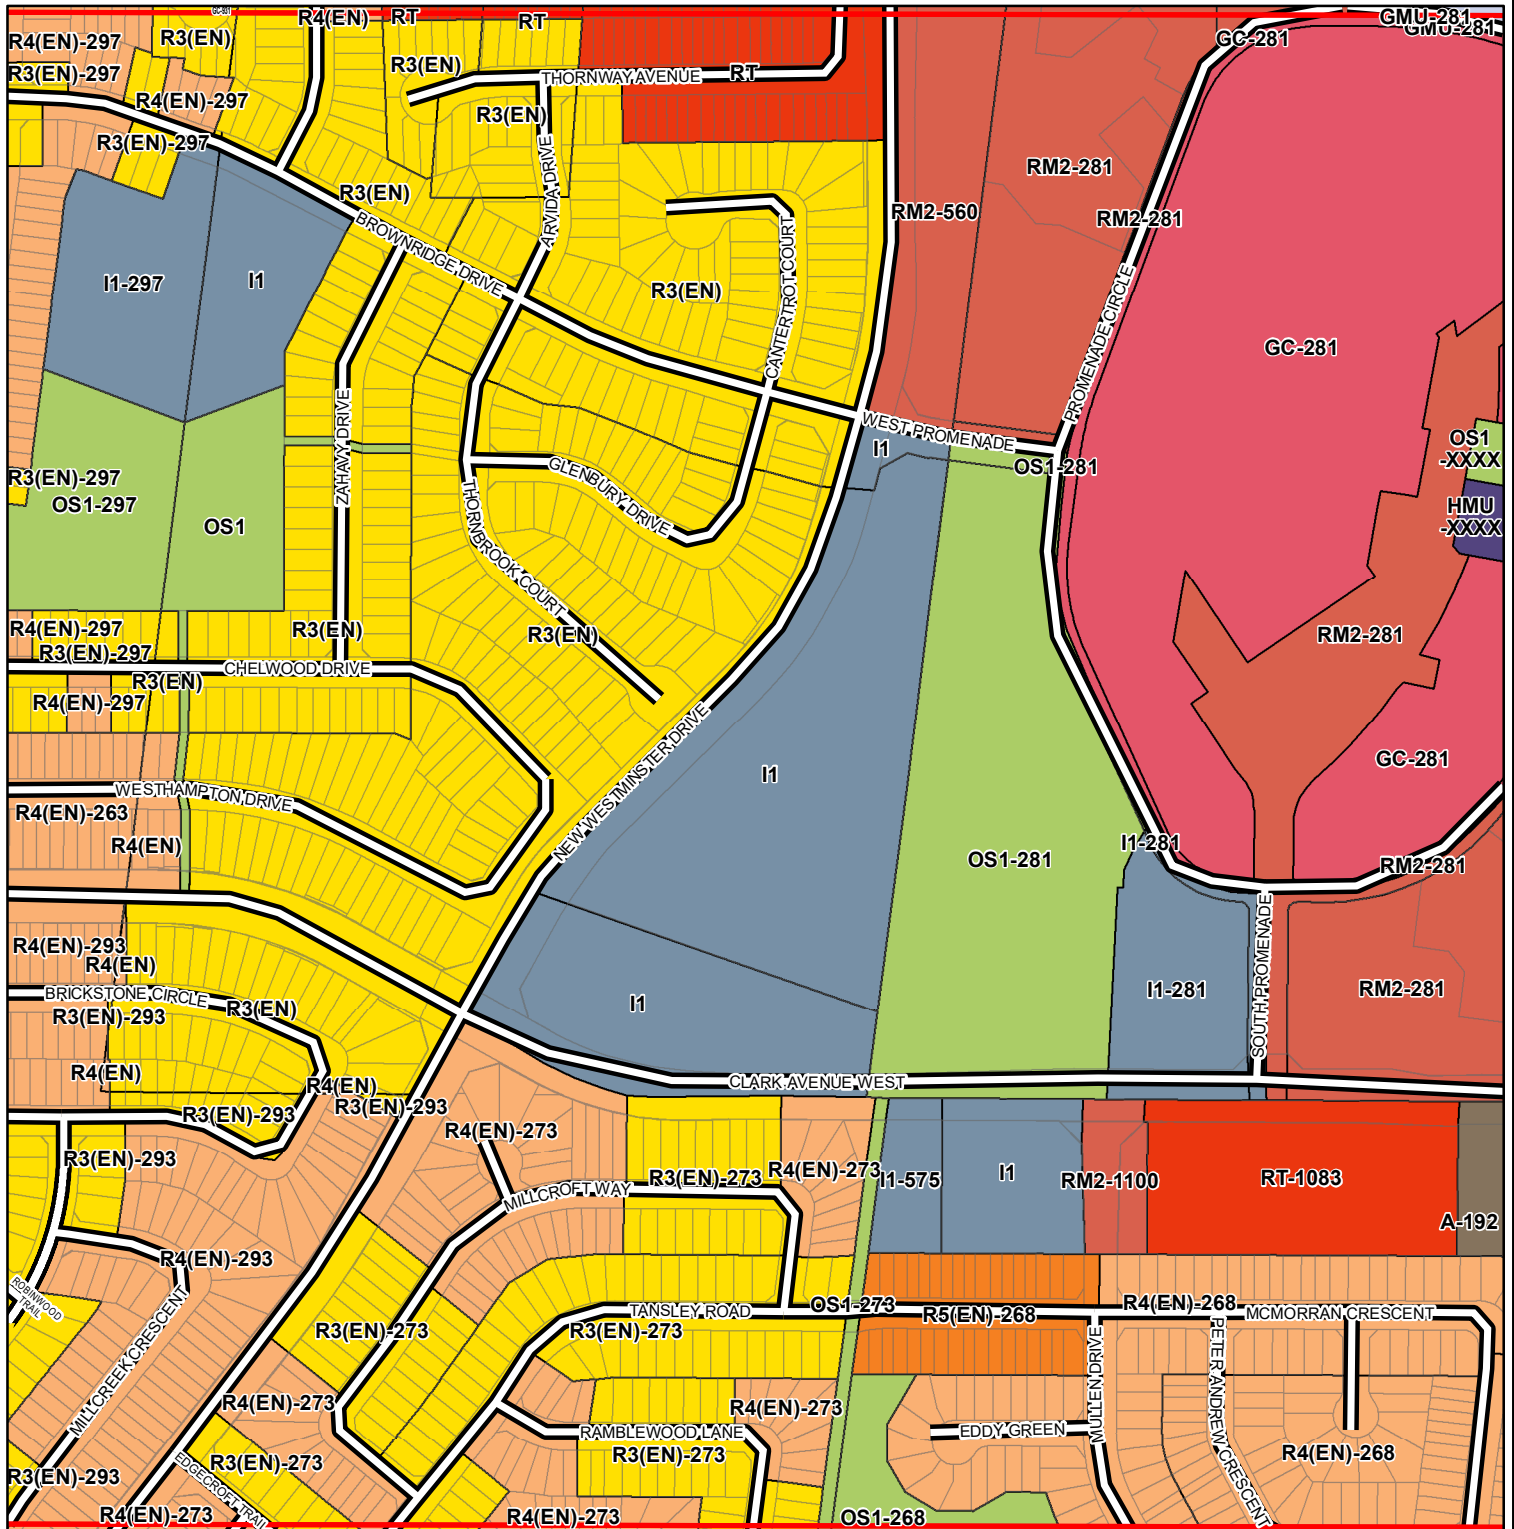 GC-331
R4(EN)
RT
RT
GMU-281
GMU-281
R4(EN)-297
R3(EN)
GC-281
R3(EN)-297
R3(EN)
THORNWAY AVENUE
RT
R4(EN)-297
R3(EN)
R3(EN)-297
ARVIDA DRIVE
RM2-281
R3(EN)
RM2-560
RM2-281
BROWNRIDGE DRIVE
CANTERTROT COURT
PROMENADE CIRCLE
I1-297
I1
R3(EN)
GC-281
ZAHAVY DRIVE
WEST PROMENADE
I1
OS1
-XXXX
OS1-281
R3(EN)-297
GLENBURY DRIVE
OS1-297
HMU
-XXXX
OS1
THORNBROOK COURT
R4(EN)-297
R3(EN)
R3(EN)
RM2-281
R3(EN)-297
CHELWOOD DRIVE
R3(EN)
R4(EN)-297
NEW WESTMINSTER DRIVE
GC-281
I1
WESTHAMPTON DRIVE
R4(EN)-263
R4(EN)
I1-281
OS1-281
RM2-281
R4(EN)-293
R4(EN)
SOUTH PROMENADE
BRICKSTONE CIRCLE
R3(EN)
I1
I1-281
RM2-281
R3(EN)-293
R4(EN)
R4(EN)
CLARK AVENUE WEST
R3(EN)-293
R3(EN)-293
R4(EN)-273
R3(EN)-293
R3(EN)-273
R4(EN)-273
I1-575
I1
RM2-1100
RT-1083
MILLCROFT WAY
A-192
R4(EN)-293
ROBINWOOD
TRAIL
MILLCREEK CRESCENT
TANSLEY ROAD
OS1-273
R5(EN)-268
R4(EN)-268
MCMORRAN CRESCENT
R3(EN)-273
R3(EN)-273
MULLEN DRIVE
PETER ANDREW CRESCENT
R4(EN)-273
R4(EN)-273
RAMBLEWOOD LANE
EDDY GREEN
R3(EN)-273
R4(EN)-268
R3(EN)-293
R3(EN)-273
EDGECROFT TRAIL
R4(EN)-273
R4(EN)-273
OS1-268